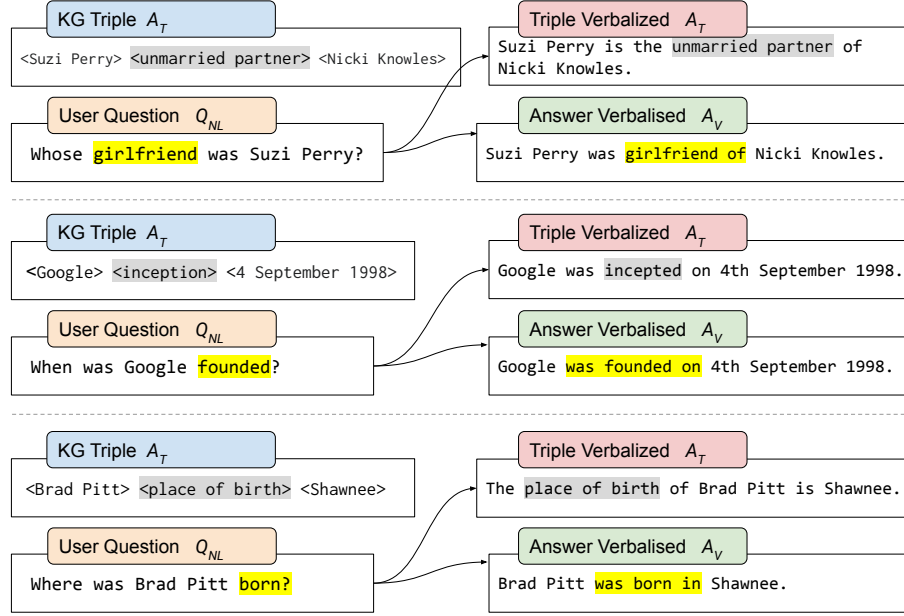 KG Triple A_T
<Suzi Perry> <unmarried partner> <Nicki Knowles>
Triple Verbalized A_T
Suzi Perry is the unmarried partner of
Nicki Knowles.
User Question Q_NL
Whose girlfriend was Suzi Perry?
Answer Verbalised A_V
Suzi Perry was girlfriend of Nicki Knowles.
KG Triple A_T
<Google> <inception> <4 September 1998>
Triple Verbalized A_T
Google was incepted on 4th September 1998.
User Question Q_NL
When was Google founded?
Answer Verbalised A_V
Google was founded on 4th September 1998.
KG Triple A_T
<Brad Pitt> <place of birth> <Shawnee>
Triple Verbalized A_T
The place of birth of Brad Pitt is Shawnee.
User Question Q_NL
Where was Brad Pitt born?
Answer Verbalised A_V
Brad Pitt was born in Shawnee.